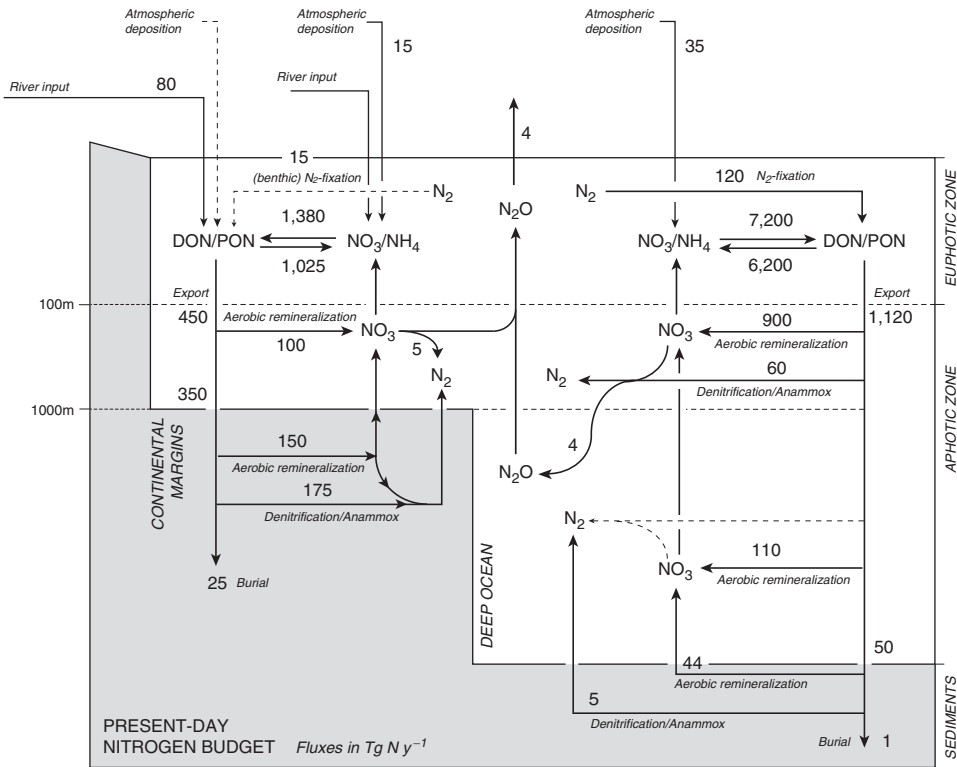 Atmospheric
deposition
Atmospheric
deposition
Atmospheric
deposition
15
35
River input
80
River input
4
15
(benthic) N₂-fixation
N₂
N₂
120 N₂-fixation
N₂O
1,380
7,200
DON/PON
NO₃/NH₄
NO₃/NH₄
DON/PON
1,025
6,200
EUPHOTIC ZONE
Export
Export
100m
450
Aerobic remineralization
NO₃
NO₃
900
1,120
100
5
Aerobic remineralization
N₂
N₂
60
Denitrification/Anammox
350
1000m
APHOTIC ZONE
CONTINENTAL
MARGINS
150
Aerobic remineralization
4
N₂O
175
Denitrification/Anammox
N₂
110
NO₃
Aerobic remineralization
25 Burial
DEEP OCEAN
50
44
Aerobic remineralization
5
Denitrification/Anammox
SEDIMENTS
PRESENT-DAY
NITROGEN BUDGET Fluxes in Tg N y⁻¹
Burial 1